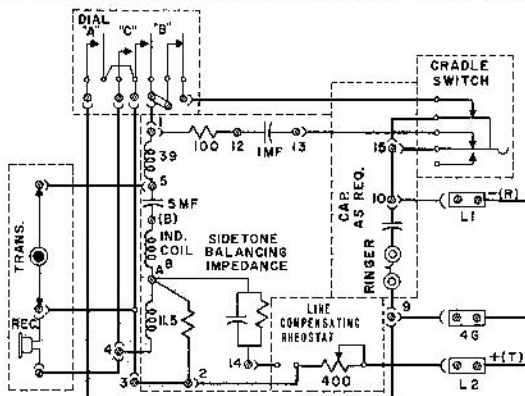 DIAL
"A" "C" "B"
CRADLE
SWITCH
1
39
100 12 1MF 13
15
5
5MF
(B)
IND.
COIL
CAP.
AS REQ.
10
−(R)
L1
TRANS.
SIDETONE
BALANCING
IMPEDANCE
RINGER
A 8
11.5
LINE
COMPENSATING
RHEOSTAT
9
4G
REC.
+(T)
4
14
400
L2
3
2